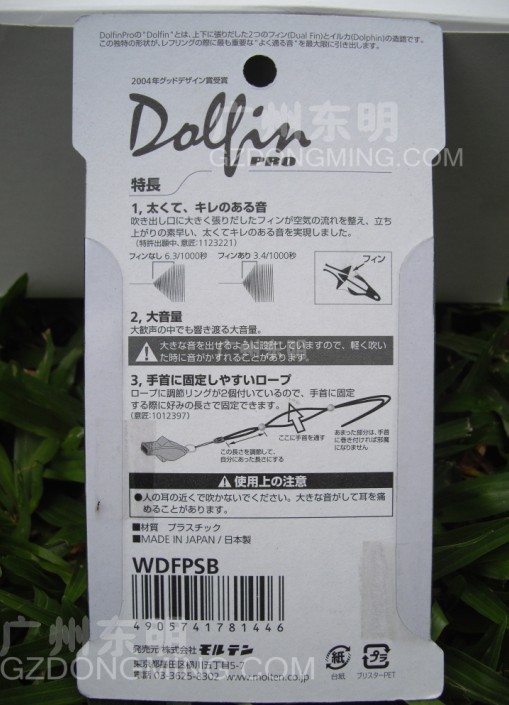 DolfinProの"Dolfin"とは、上下に張りだした2つのフィン(Dual Fin)とイルカ(Dolphin)の造語です。
この独特の形状が、レフリングの際に最も重要な"よく通る音"を最大限に引き出します。
2004年グッドデザイン賞受賞
Dolfin
PRO
广州东明
GZDONGMING.COM
特長
1, 太くて、キレのある音
吹き出し口に大きく張りだしたフィンが空気の流れを整え、立ち
上がりの素早い、太くてキレのある音を実現しました。
(特許出願中、意匠:1123221)
フィンなし 6.3/1000秒 フィンあり 3.4/1000秒
フィン
2, 大音量
大歓声の中でも響き渡る大音量。
大きな音を出せるように設計していますので、軽く吹い
た時に音がかすれることがあります。
3, 手首に固定しやすいロープ
ロープに調節リングが2個付いているので、手首に固定
する際に好みの長さで固定できます。
(意匠:1012397)
ここに手首を通す
この長さを調節して、
自分にあった長さにする
あまった部分は、手首
に巻き付ければ邪魔
になりません
使用上の注意
●人の耳の近くで吹かないでください。大きな音がして耳を痛
めることがあります。
■材質 プラスチック
■MADE IN JAPAN / 日本製
WDFPSB
4905741781446
广州东明
GZDONGMING.COM
発売元 株式会社 モルテン
東京都墨田区横川五丁目5-7
電話 03-3625-8302 www.molten.co.jp
紙
台紙
プラ
ブリスターPET